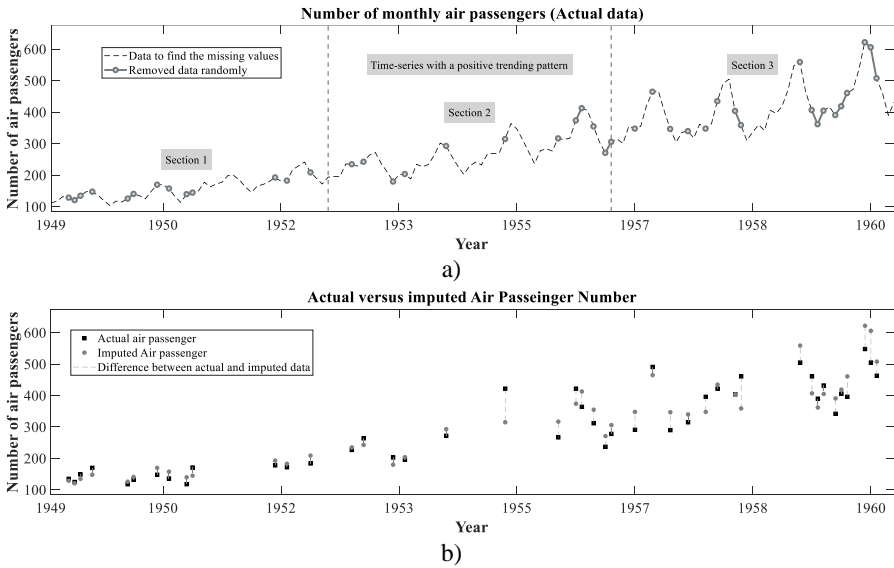 Number of monthly air passengers (Actual data)
Number of air passengers
600
500
400
300
200
100
Data to find the missing values
Removed data randomly
Time-series with a positive trending pattern
Section 1
Section 2
Section 3
1949 1950 1952 1953 1955 1957 1958 1960
Year
a)
Actual versus imputed Air Passeinger Number
Number of air passengers
600
500
400
300
200
100
Actual air passenger
Imputed Air passenger
Difference between actual and imputed data
1949 1950 1952 1953 1955 1957 1958 1960
Year
b)